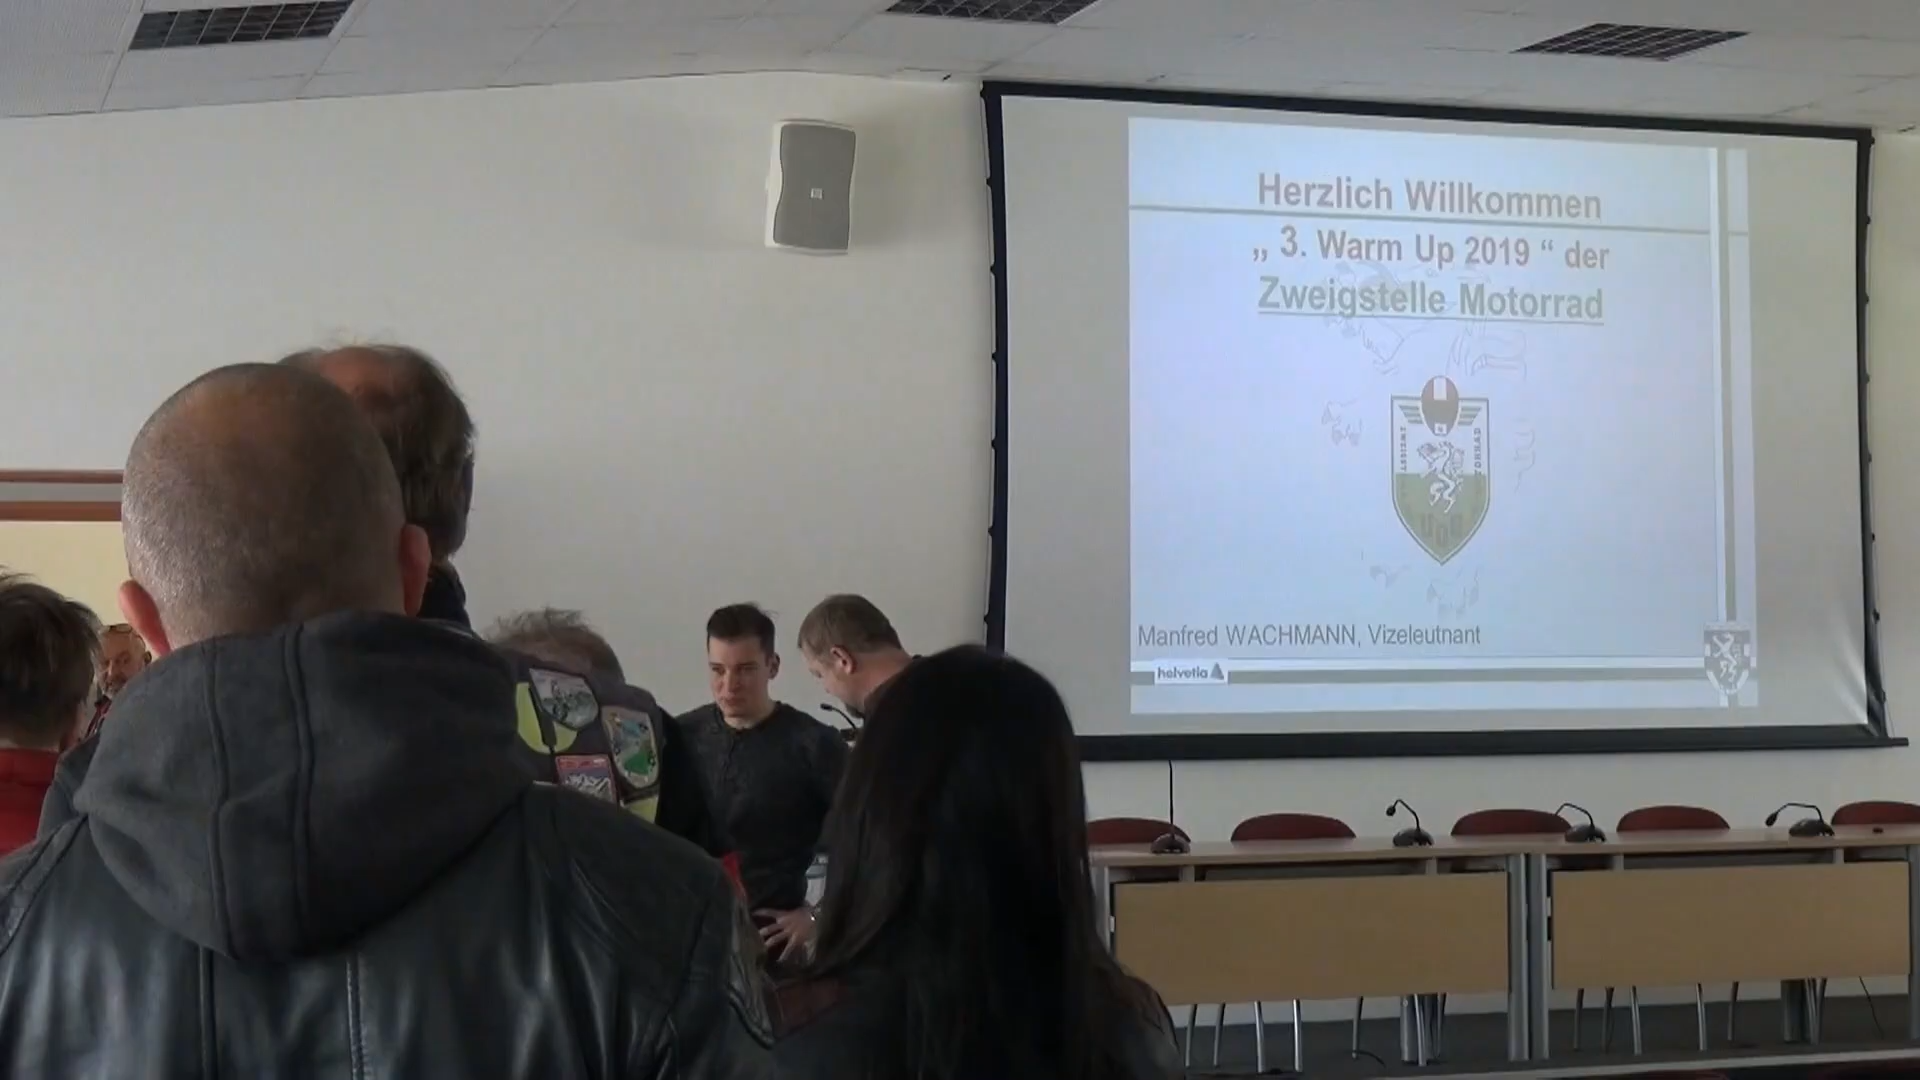 Herzlich Willkommen
„ 3. Warm Up 2019 “ der
Zweigstelle Motorrad
Manfred WACHMANN, Vizeleutnant
helvetia